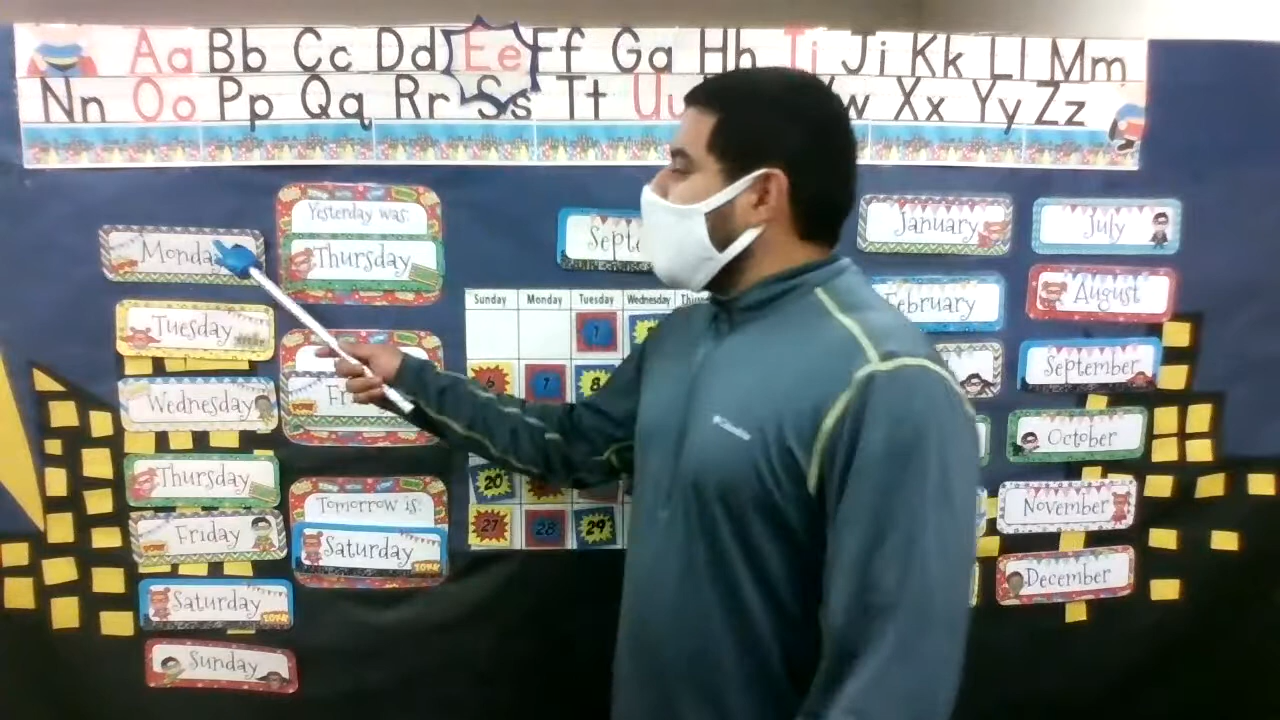 Aa Bb Cc Dd Ee Ff Gg Hh Ii Jj Kk Ll Mm
Nn Oo Pp Qq Rr Ss Tt Uu Xx Yy Zz
Yesterday was:
Thursday
Monday
Tuesday
Wednesday
Thursday
Friday
Saturday
Sunday
Tomorrow is:
Saturday
Sunday Monday Tuesday Wednesday
1
6 7 8
20
27 28 29
Columbia
January
February
July
August
September
October
November
December